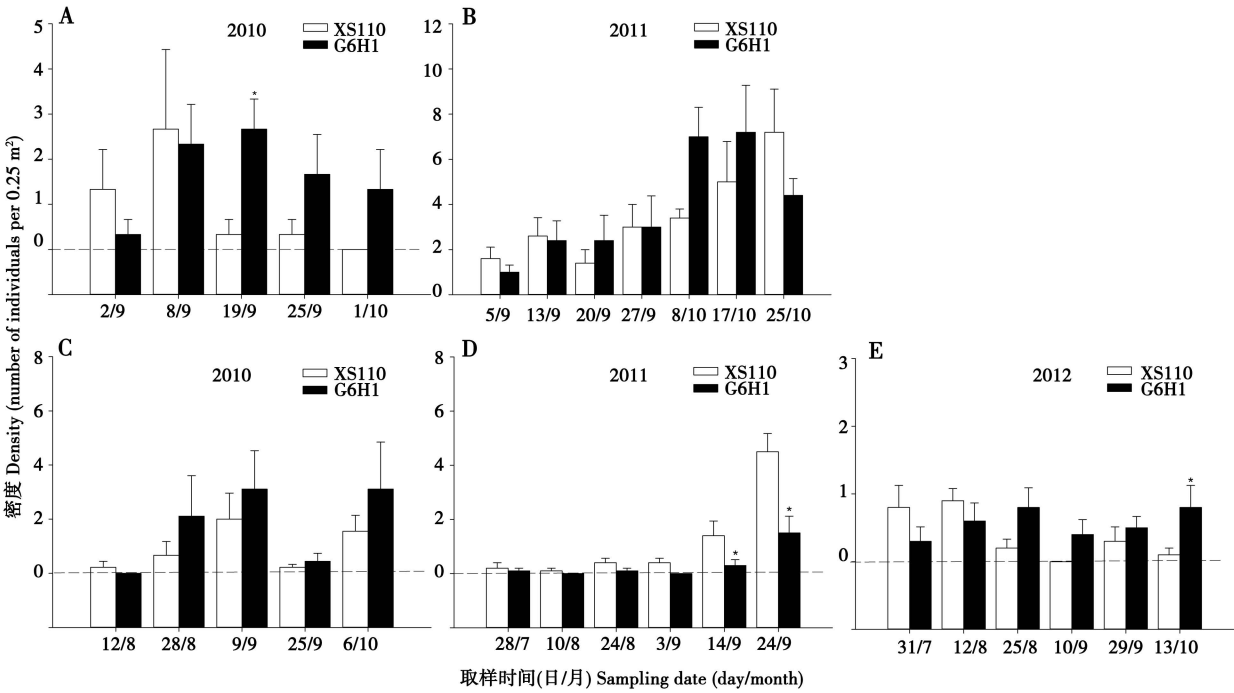 密度 Density (number of individuals per 0.25 m²)
A
2010
XS110
G6H1
5
4
3
2
1
0
*
2/9 8/9 19/9 25/9 1/10
B
2011
XS110
G6H1
12
10
8
6
4
2
0
5/9 13/9 20/9 27/9 8/10 17/10 25/10
C
2010
XS110
G6H1
8
6
4
2
0
12/8 28/8 9/9 25/9 6/10
D
2011
XS110
G6H1
8
6
4
2
0
*
*
28/7 10/8 24/8 3/9 14/9 24/9
E
2012
XS110
G6H1
3
2
1
0
*
31/7 12/8 25/8 10/9 29/9 13/10
取样时间(日/月) Sampling date (day/month)